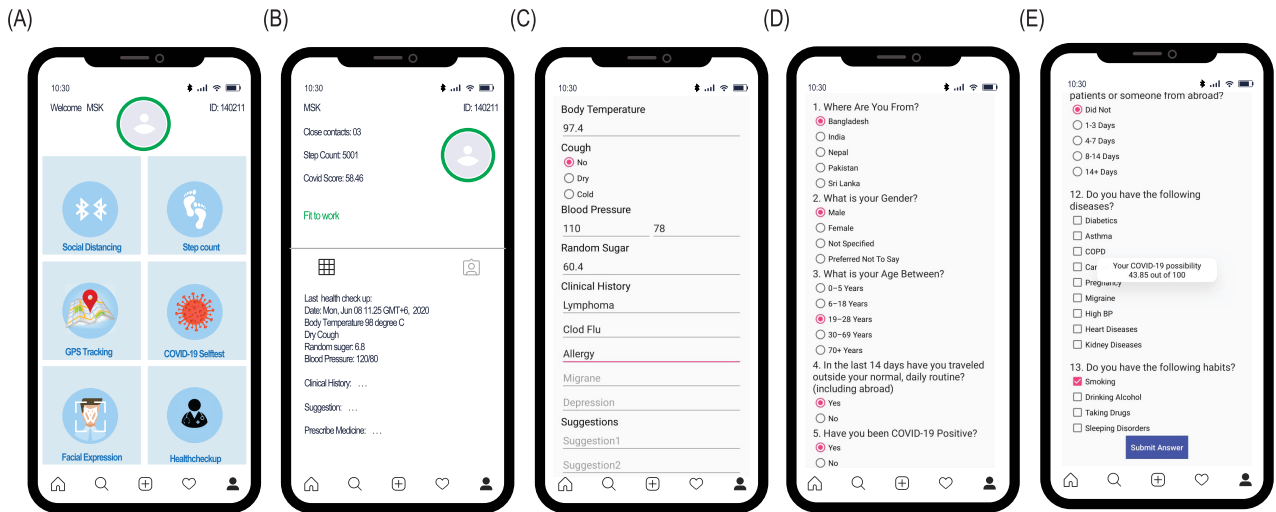 (A)
10:30
Welcome MSK
ID: 140211
Social Distancing
Step count
GPS Tracking
COVID-19 Selftest
Facial Expression
Healthcheckup
(B)
10:30
MSK
ID: 140211
Close contacts: 03
Step Count: 5001
Covid Score: 58.46
Fit to work
Last health check up:
Date: Mon, Jun 08 11.25 GMT+6, 2020
Body Temperature 98 degree C
Dry Cough
Random suger: 6.8
Blood Pressure: 120/80
Clinical History: ...
Suggestion: ...
Prescribe Medicine: ...
(C)
10:30
Body Temperature
97.4
Cough
No
Dry
Cold
Blood Pressure
110 78
Random Sugar
60.4
Clinical History
Lymphoma
Clod Flu
Allergy
Migrane
Depression
Suggestions
Suggestion1
Suggestion2
(D)
10:30
1. Where Are You From?
Bangladesh
India
Nepal
Pakistan
Sri Lanka
2. What is your Gender?
Male
Female
Not Specified
Preferred Not To Say
3. What is your Age Between?
0-5 Years
6-18 Years
19-28 Years
30-69 Years
70+ Years
4. In the last 14 days have you traveled
outside your normal, daily routine?
(including abroad)
Yes
No
5. Have you been COVID-19 Positive?
Yes
No
(E)
10:30
patients or someone from abroad?
Did Not
1-3 Days
4-7 Days
8-14 Days
14+ Days
12. Do you have the following
diseases?
Diabetics
Asthma
COPD
Car
Your COVID-19 possibility
43.85 out of 100
Pregnancy
Migraine
High BP
Heart Diseases
Kidney Diseases
13. Do you have the following habits?
Smoking
Drinking Alcohol
Taking Drugs
Sleeping Disorders
Submit Answer